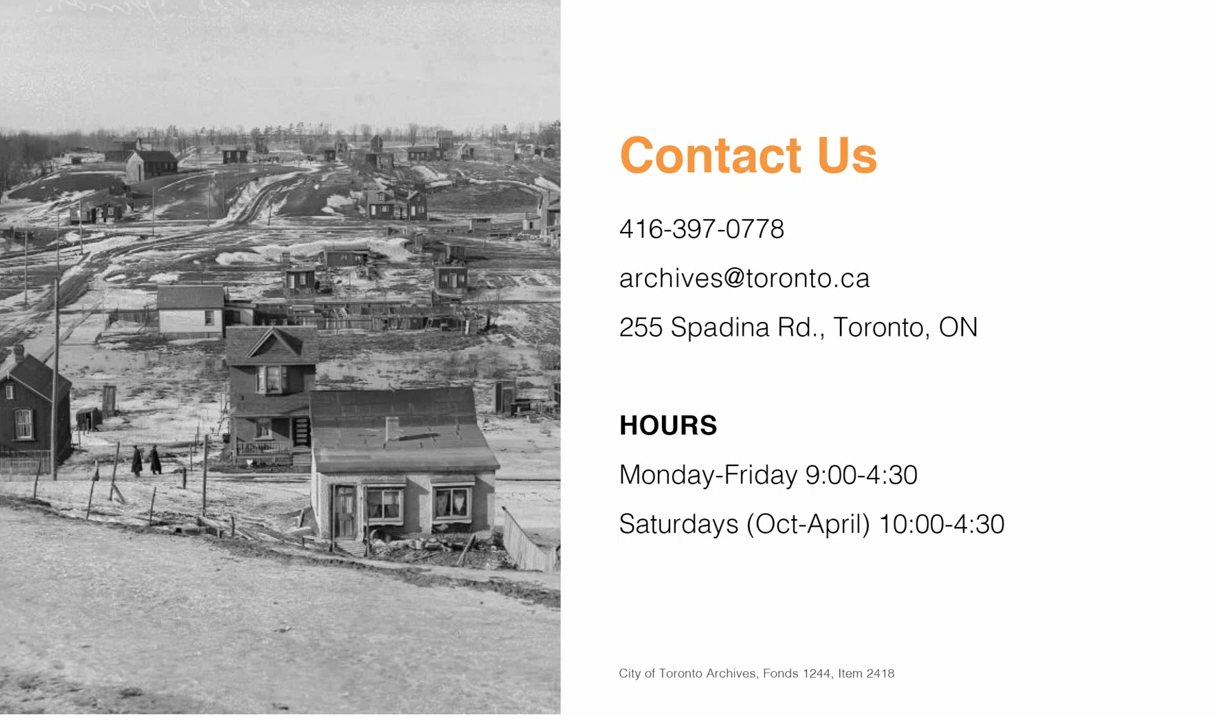 Contact Us
416-397-0778
archives@toronto.ca
255 Spadina Rd., Toronto, ON
HOURS
Monday-Friday 9:00-4:30
Saturdays (Oct-April) 10:00-4:30
City of Toronto Archives, Fonds 1244, Item 2418